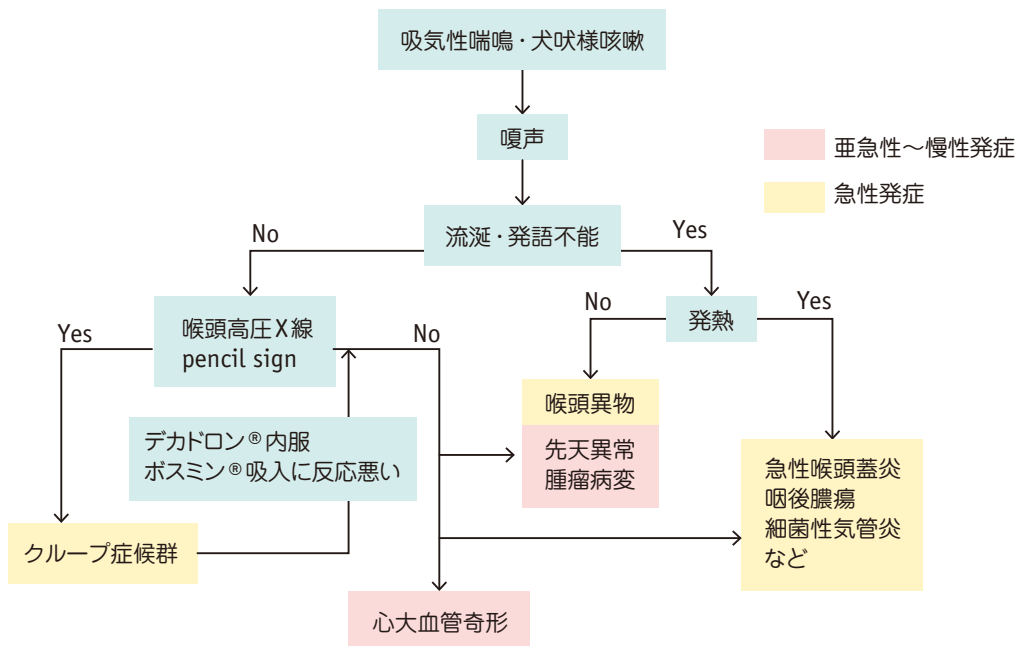 吸気性喘鳴・犬吠様咳嗽
嗄声
亜急性～慢性発症
急性発症
流涎・発語不能
No
Yes
喉頭高圧X線
pencil sign
Yes
No
発熱
No
Yes
デカドロン®内服
ボスミン®吸入に反応悪い
喉頭異物
先天異常
腫瘤病変
急性喉頭蓋炎
咽後膿瘍
細菌性気管炎
など
クループ症候群
心大血管奇形